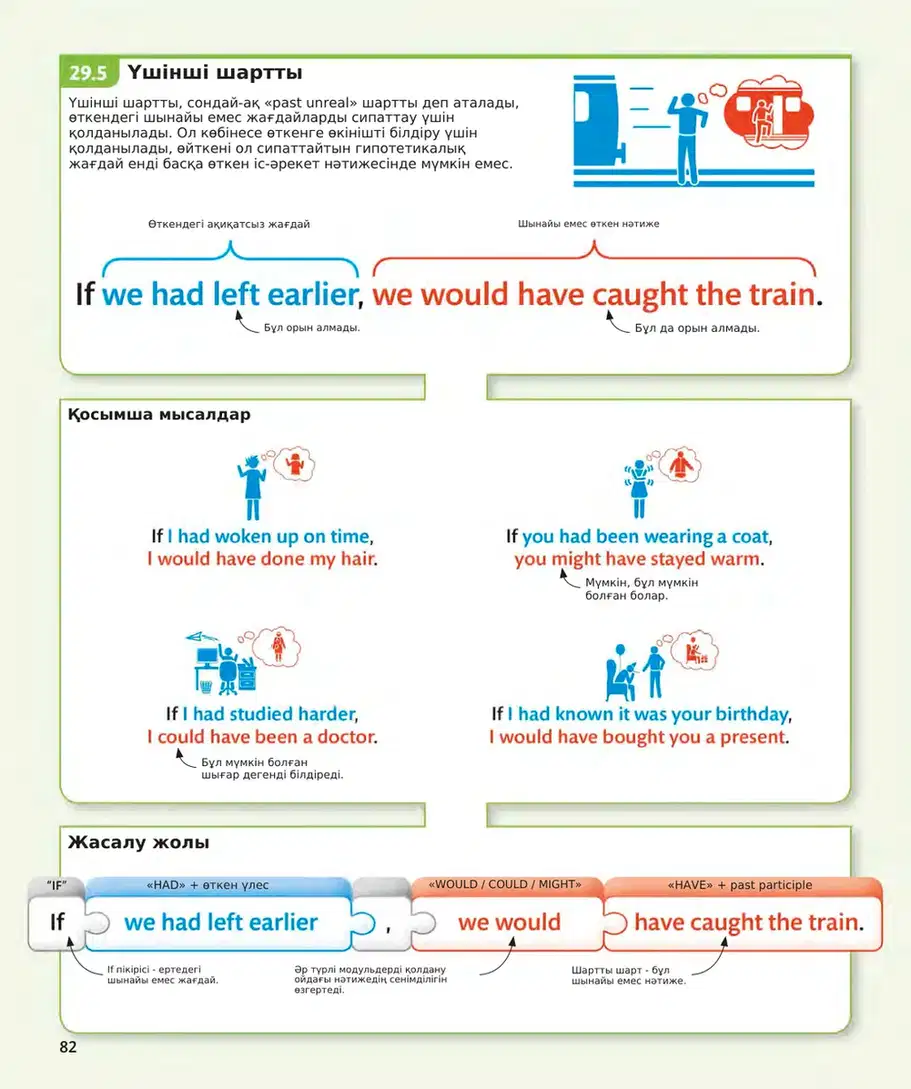 29.5 Үшінші шартты
Үшінші шартты, сондай-ақ «past unreal» шартты деп аталады,
өткендегі шынайы емес жағдайларды сипаттау үшін
қолданылады. Ол көбінесе өткенге өкінішті білдіру үшін
қолданылады, өйткені ол сипаттайтын гипотетикалық
жағдай енді басқа өткен іс-әрекет нәтижесінде мүмкін емес.
Өткендегі ақиқатсыз жағдай
Шынайы емес өткен нәтиже
If we had left earlier, we would have caught the train.
Бұл орын алмады.
Бұл да орын алмады.
Қосымша мысалдар
If I had woken up on time,
I would have done my hair.
If you had been wearing a coat,
you might have stayed warm.
Мүмкін, бұл мүмкін
болған болар.
If I had studied harder,
I could have been a doctor.
Бұл мүмкін болған
шығар дегенді білдіреді.
If I had known it was your birthday,
I would have bought you a present.
Жасалу жолы
"IF"
«HAD» + өткен үлес
«WOULD / COULD / MIGHT»
«HAVE» + past participle
If we had left earlier , we would have caught the train.
If пікірісі - ертедегі
шынайы емес жағдай.
Әр түрлі модульдерді қолдану
ойдағы нәтижедің сенімділігін
өзгертеді.
Шартты шарт - бұл
шынайы емес нәтиже.
82